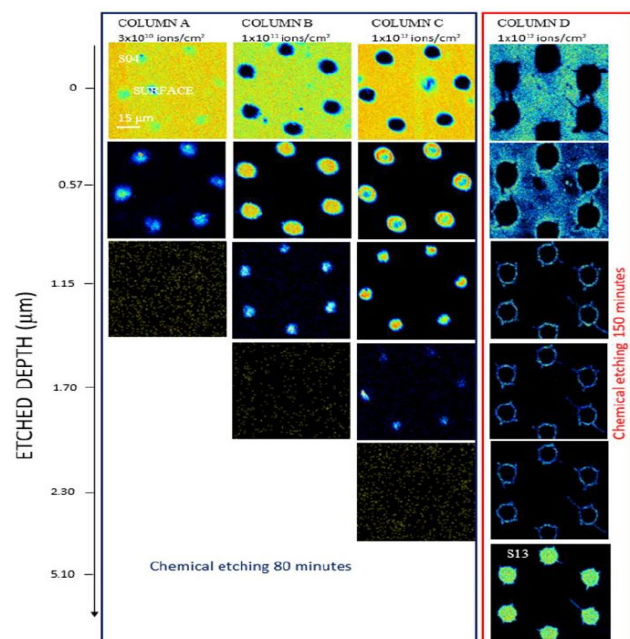 COLUMN A
3x10¹⁰ ions/cm²
COLUMN B
1x10¹¹ ions/cm²
COLUMN C
1x10¹² ions/cm²
COLUMN D
1x10¹³ ions/cm²
S04
SURFACE
15 μm
0
0.57
1.15
1.70
2.30
5.10
ETCHED DEPTH (μm)
Chemical etching 150 minutes
S13
Chemical etching 80 minutes